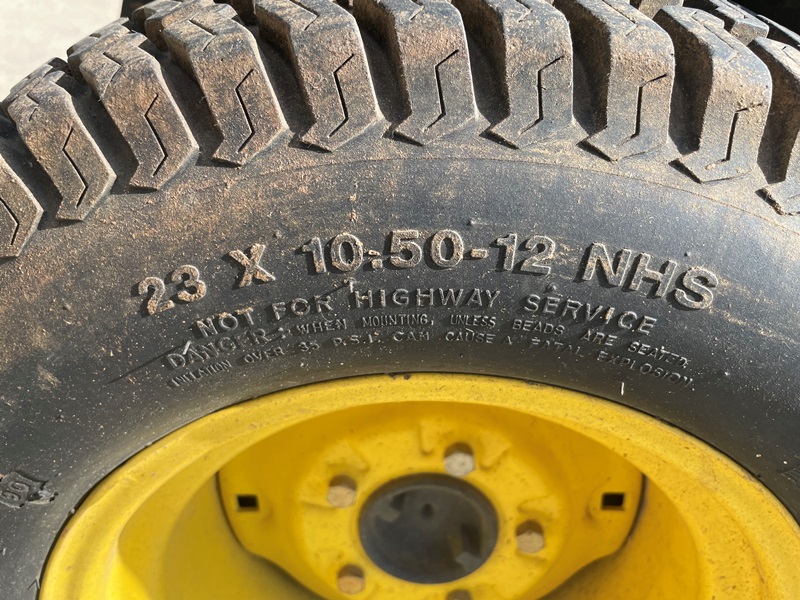 23 X 10:50-12 NHS
NOT FOR HIGHWAY SERVICE
DANGER: WHEN MOUNTING, UNLESS BEADS ARE SEATED,
INFLATION OVER 35 P.S.I. CAN CAUSE A FATAL EXPLOSION.